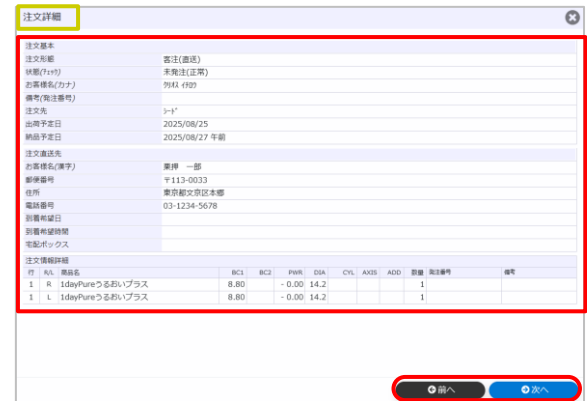 注文詳細
注文基本
注文形態 客注(直送)
状態(ﾁｪｯｸ) 未発注(正常)
お客様名(カナ)
備考(発注番号)
注文先 ｼｰﾄﾞ
出荷予定日 2025/08/25
納品予定日 2025/08/27 午前
注文直送先
お客様名(漢字) 栗押 一郎
郵便番号 〒113-0033
住所 東京都文京区本郷
電話番号 03-1234-5678
到着希望日
到着希望時間
宅配ボックス
注文情報詳細
行 R/L 商品名 BC1 BC2 PWR DIA CYL AXIS ADD 数量 発注番号 備考
1 R 1dayPureうるおいプラス 8.80 - 0.00 14.2 1
1 L 1dayPureうるおいプラス 8.80 - 0.00 14.2 1
前へ 次へ